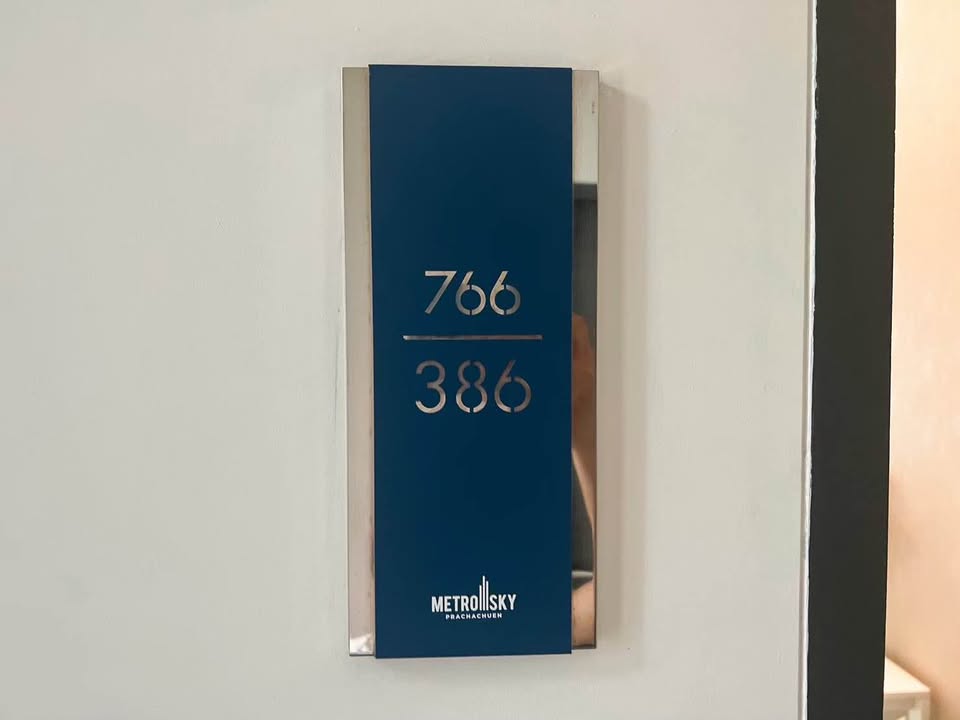 766
386
METRO SKY
PRACHACHUEN